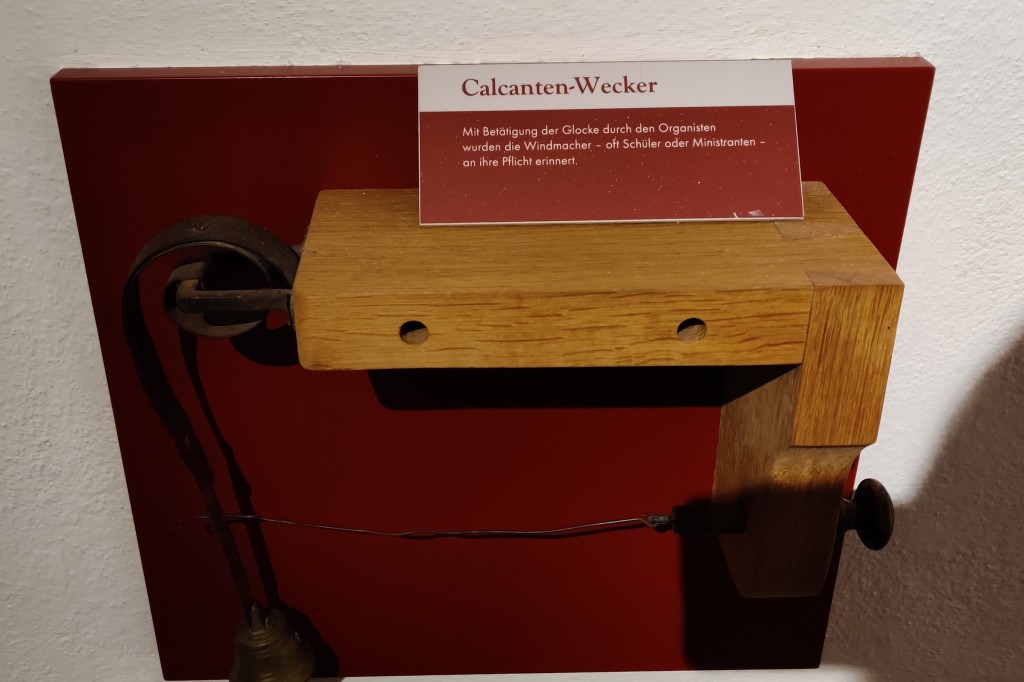 Calcanten-Wecker
Mit Betätigung der Glocke durch den Organisten
wurden die Windmacher – oft Schüler oder Ministranten –
an ihre Pflicht erinnert.